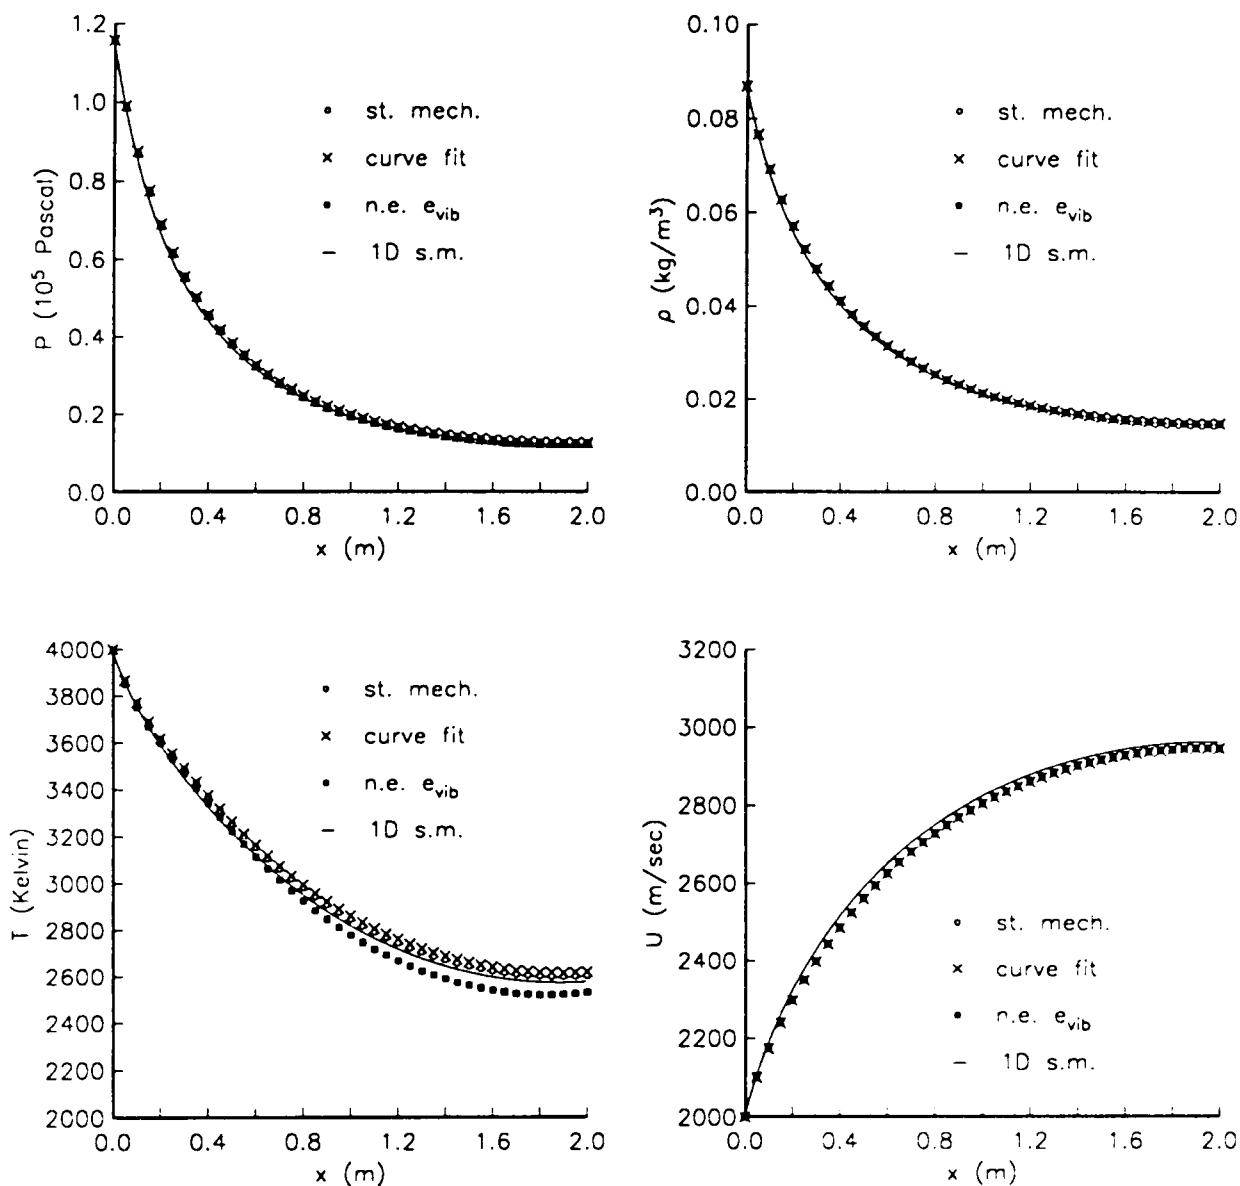 1.2
1.0
0.8
0.6
0.4
0.2
0.0
P (10⁵ Pascal)
st. mech.
curve fit
n.e. e_vib
1D s.m.
0.0 0.4 0.8 1.2 1.6 2.0
x (m)
0.10
0.08
0.06
0.04
0.02
0.00
ρ (kg/m³)
st. mech.
curve fit
n.e. e_vib
1D s.m.
0.0 0.4 0.8 1.2 1.6 2.0
x (m)
4000
3800
3600
3400
3200
3000
2800
2600
2400
2200
2000
T (Kelvin)
st. mech.
curve fit
n.e. e_vib
1D s.m.
0.0 0.4 0.8 1.2 1.6 2.0
x (m)
3200
3000
2800
2600
2400
2200
2000
U (m/sec)
st. mech.
curve fit
n.e. e_vib
1D s.m.
0.0 0.4 0.8 1.2 1.6 2.0
x (m)